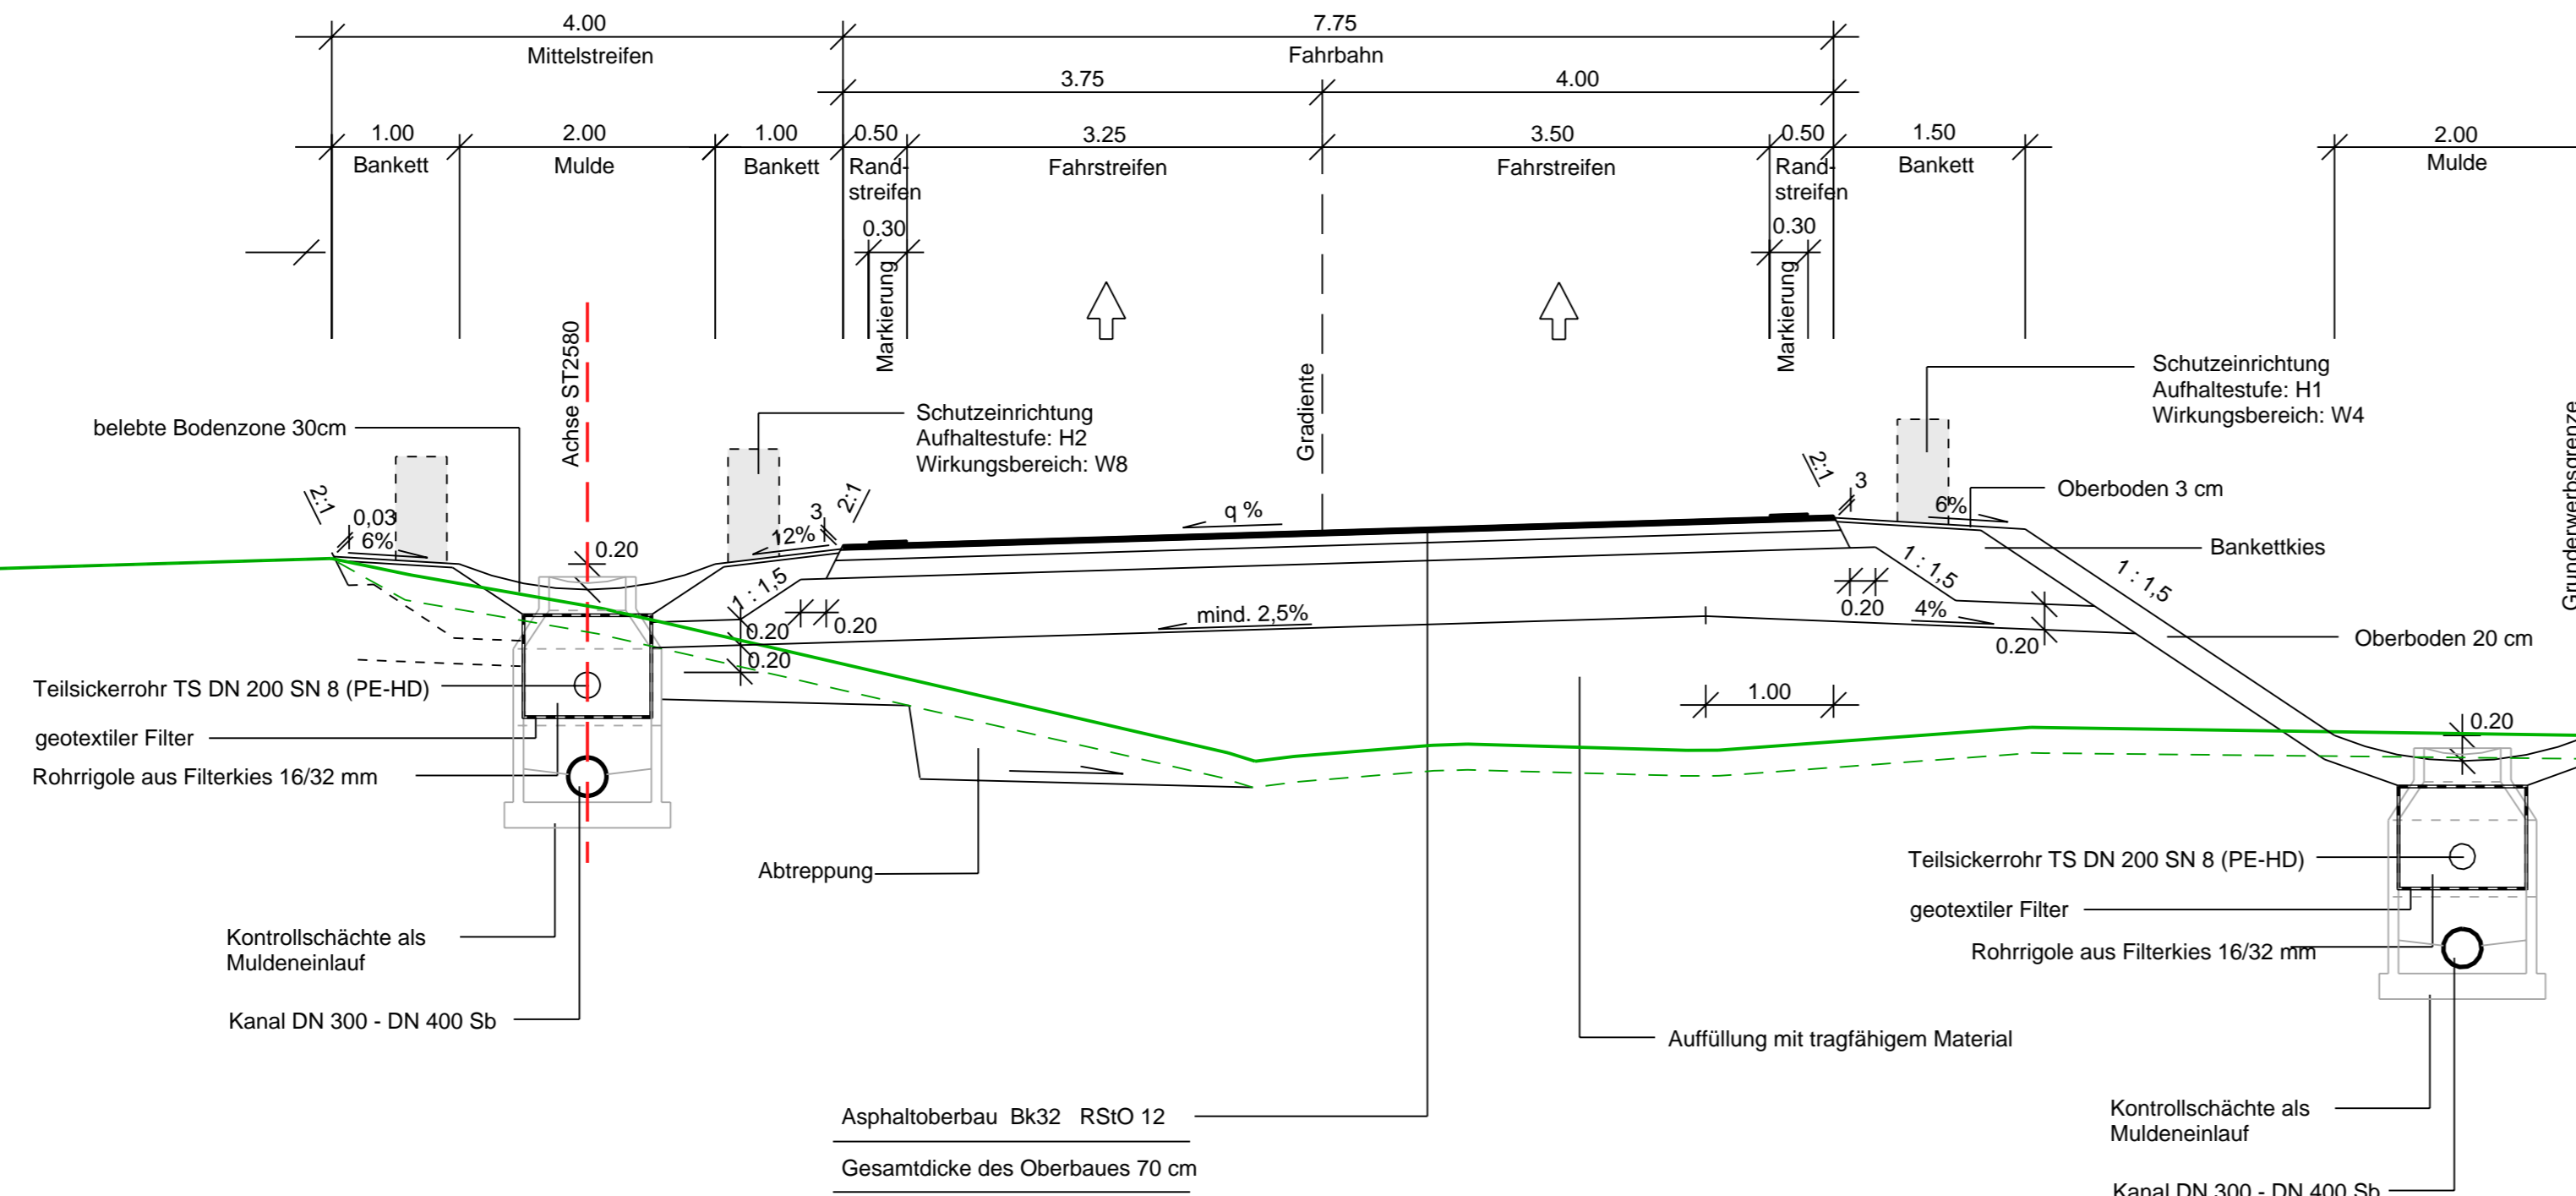 4.00
7.75
Mittelstreifen
Fahrbahn
3.75
4.00
1.00
2.00
1.00
0.50
3.25
3.50
0.50
1.50
2.00
Bankett
Mulde
Bankett
Rand-
streifen
Fahrstreifen
Fahrstreifen
Rand-
streifen
Bankett
Mulde
0.30
0.30
Markierung
Markierung
Achse ST2580
Gradiente
Schutzeinrichtung
Aufhaltestufe: H1
Wirkungsbereich: W4
Schutzeinrichtung
Aufhaltestufe: H2
Wirkungsbereich: W8
Grunderwerbsgrenze
belebte Bodenzone 30cm
2:1
0,03
6%
0.20
12%
3
2:1
q %
2:1
3
6%
Oberboden 3 cm
Bankettkies
1 : 1,5
1 : 1,5
1 : 1,5
0.20
0.20
0.20
mind. 2,5%
0.20
4%
0.20
Oberboden 20 cm
1.00
0.20
Teilsickerrohr TS DN 200 SN 8 (PE-HD)
geotextiler Filter
Rohrrigole aus Filterkies 16/32 mm
Abtreppung
Teilsickerrohr TS DN 200 SN 8 (PE-HD)
geotextiler Filter
Rohrrigole aus Filterkies 16/32 mm
Kontrollschächte als
Muldeneinlauf
Kanal DN 300 - DN 400 Sb
Auffüllung mit tragfähigem Material
Asphaltoberbau Bk32 RStO 12
Gesamtdicke des Oberbaues 70 cm
Kontrollschächte als
Muldeneinlauf
Kanal DN 300 - DN 400 Sb